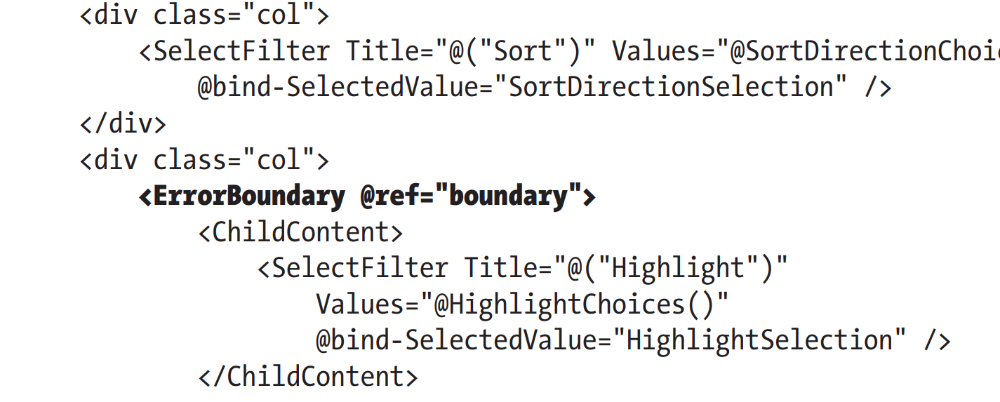 <div class="col">
<SelectFilter Title="@("Sort")" Values="@SortDirectionChoi
@bind-SelectedValue="SortDirectionSelection" />
</div>
<div class="col">
<ErrorBoundary @ref="boundary">
<ChildContent>
<SelectFilter Title="@("Highlight")"
Values="@HighlightChoices()"
@bind-SelectedValue="HighlightSelection" />
</ChildContent>